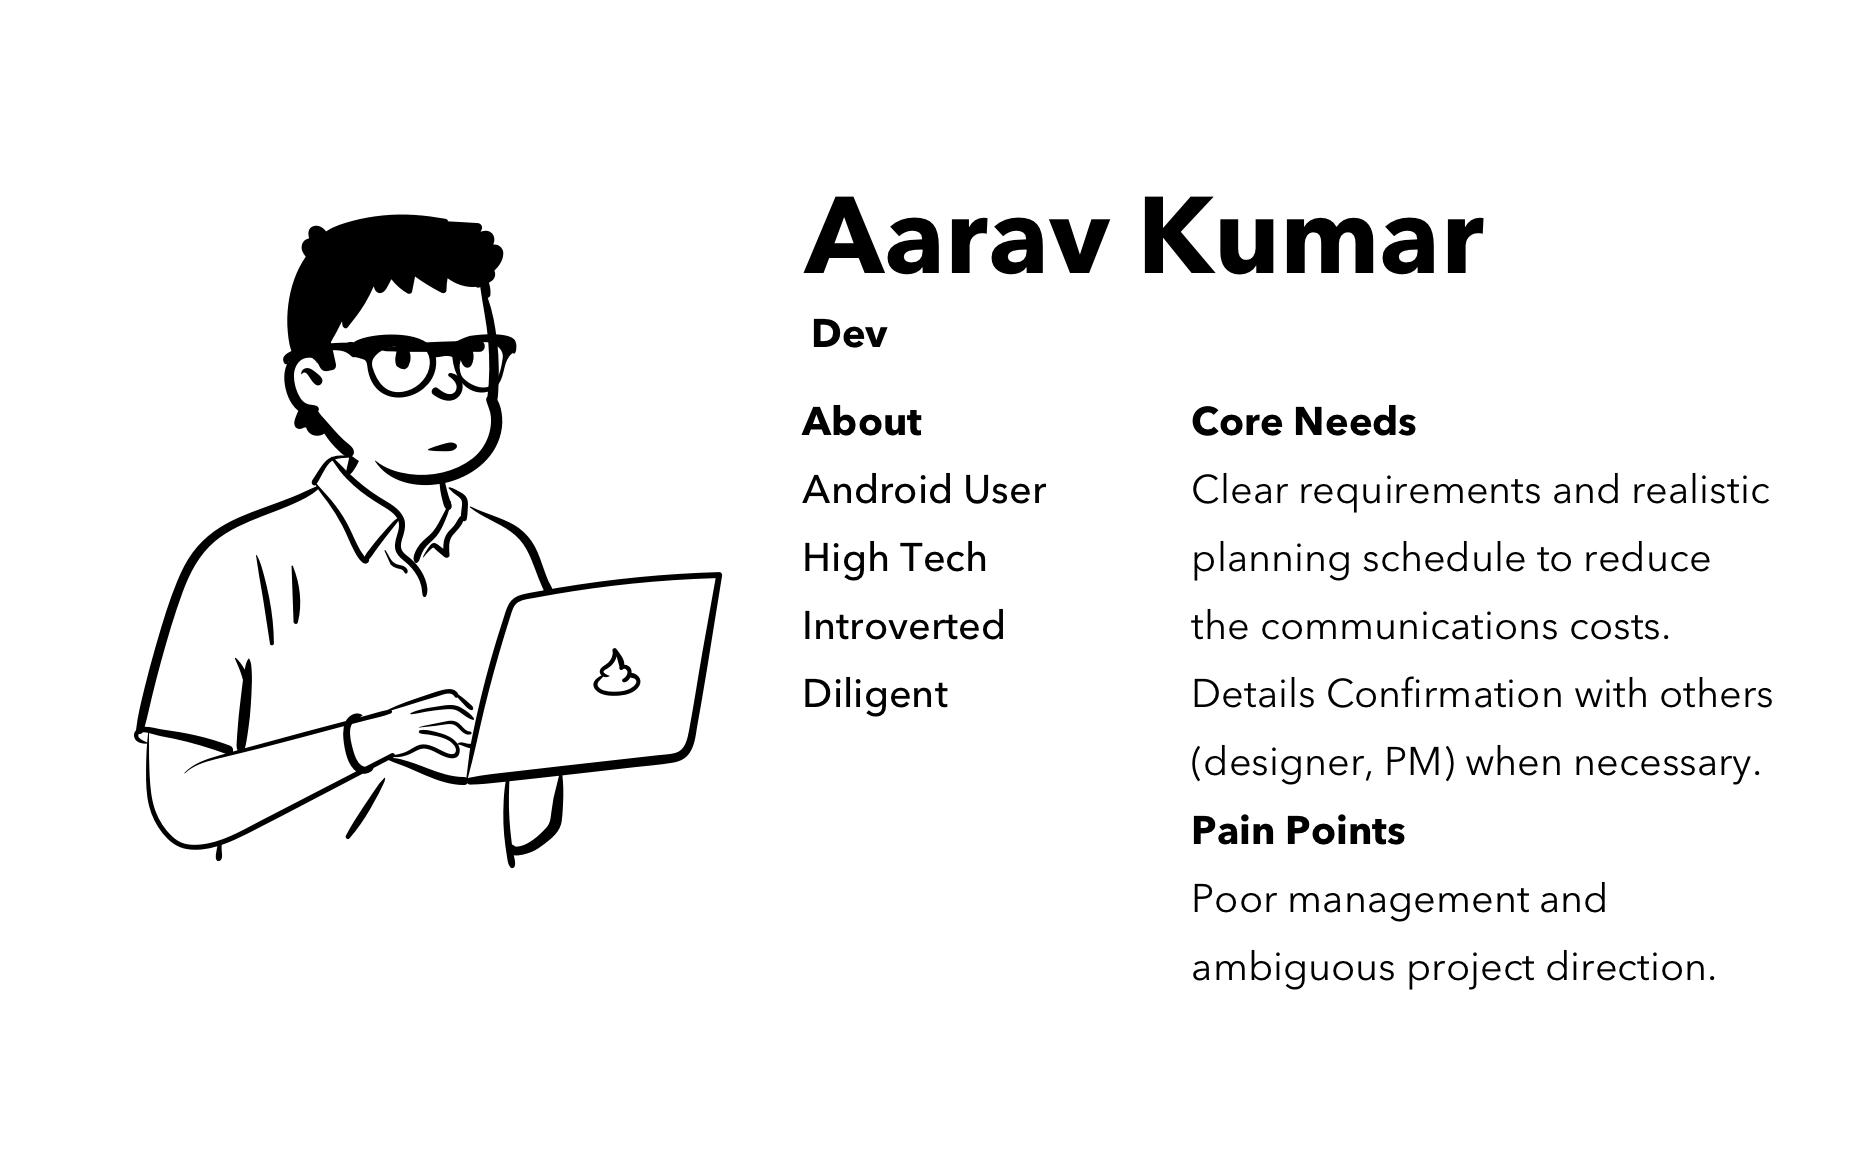 Aarav Kumar
Dev
About
Android User
High Tech
Introverted
Diligent
Core Needs
Clear requirements and realistic
planning schedule to reduce
the communications costs.
Details Confirmation with others
(designer, PM) when necessary.
Pain Points
Poor management and
ambiguous project direction.